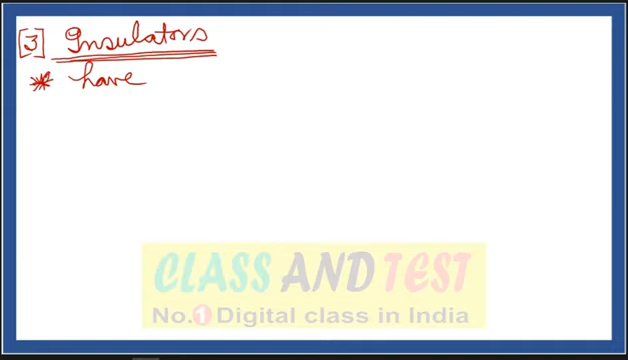 [3] Insulators
* have
CLASS AND TEST
No.1 Digital class in India